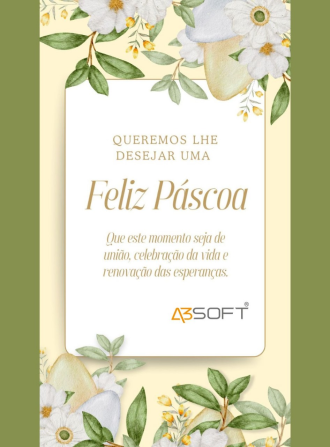 QUEREMOS LHE
DESEJAR UMA
Feliz Páscoa
Que este momento seja de
união, celebração da vida e
renovação das esperanças.
A3SOFT®